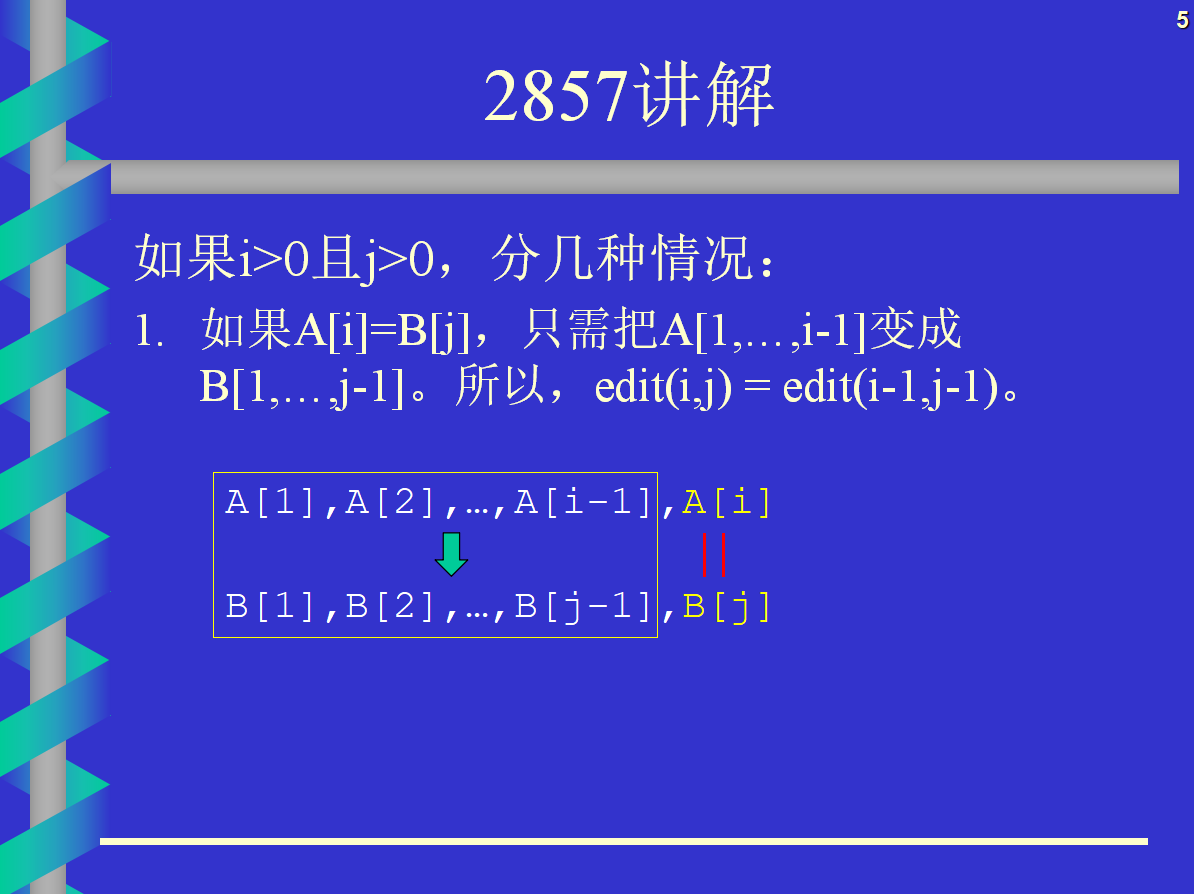 5
2857讲解
如果i>0且j>0，分几种情况：
1. 如果A[i]=B[j]，只需把A[1,…,i-1]变成
B[1,…,j-1]。所以，edit(i,j) = edit(i-1,j-1)。
A[1],A[2],…,A[i-1],A[i]
B[1],B[2],…,B[j-1],B[j]